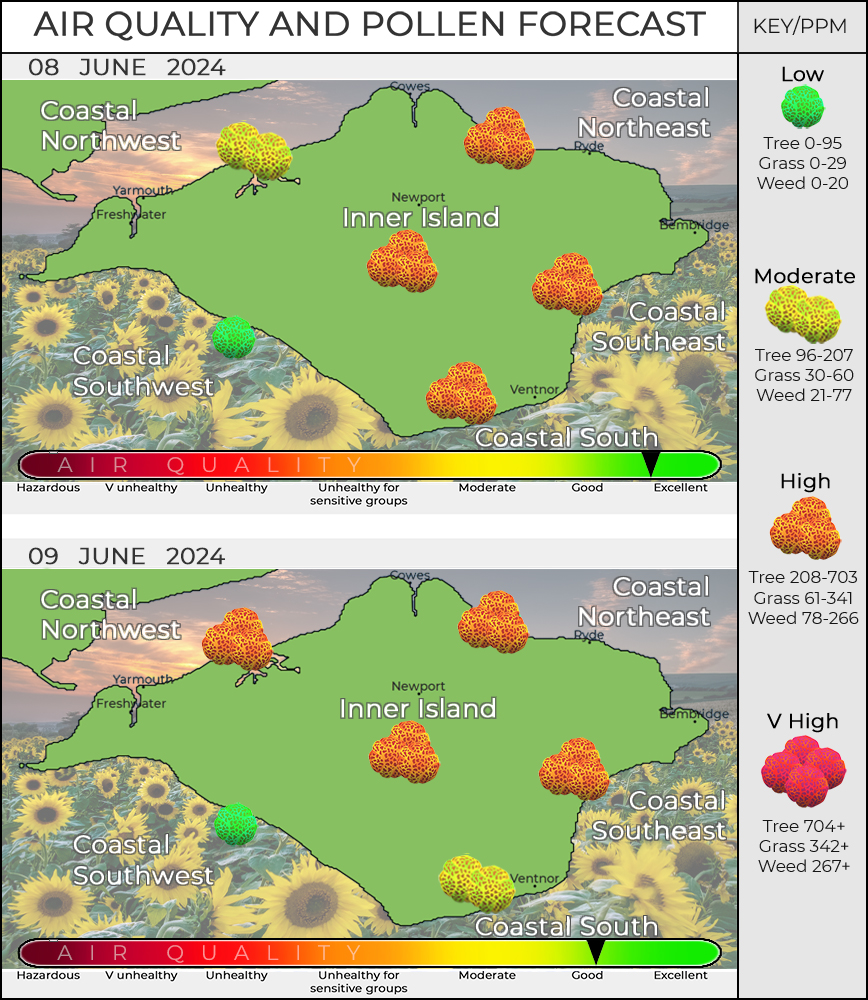 AIR QUALITY AND POLLEN FORECAST
KEY/PPM
08 JUNE 2024
Coastal
Northwest
Cowes
Coastal
Northeast
Ryde
Yarmouth
Freshwater
Newport
Inner Island
Bembridge
Coastal
Southeast
Coastal
Southwest
Ventnor
Coastal South
AIR QUALITY
Hazardous
V unhealthy
Unhealthy
Unhealthy for
sensitive groups
Moderate
Good
Excellent
09 JUNE 2024
Coastal
Northwest
Cowes
Coastal
Northeast
Ryde
Yarmouth
Freshwater
Newport
Inner Island
Bembridge
Coastal
Southeast
Coastal
Southwest
Ventnor
Coastal South
AIR QUALITY
Hazardous
V unhealthy
Unhealthy
Unhealthy for
sensitive groups
Moderate
Good
Excellent
Low
Tree 0-95
Grass 0-29
Weed 0-20
Moderate
Tree 96-207
Grass 30-60
Weed 21-77
High
Tree 208-703
Grass 61-341
Weed 78-266
V High
Tree 704+
Grass 342+
Weed 267+